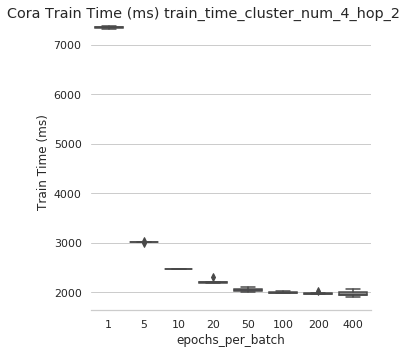 Cora Train Time (ms) train_time_cluster_num_4_hop_2
7000
6000
5000
4000
3000
2000
Train Time (ms)
1 5 10 20 50 100 200 400
epochs_per_batch